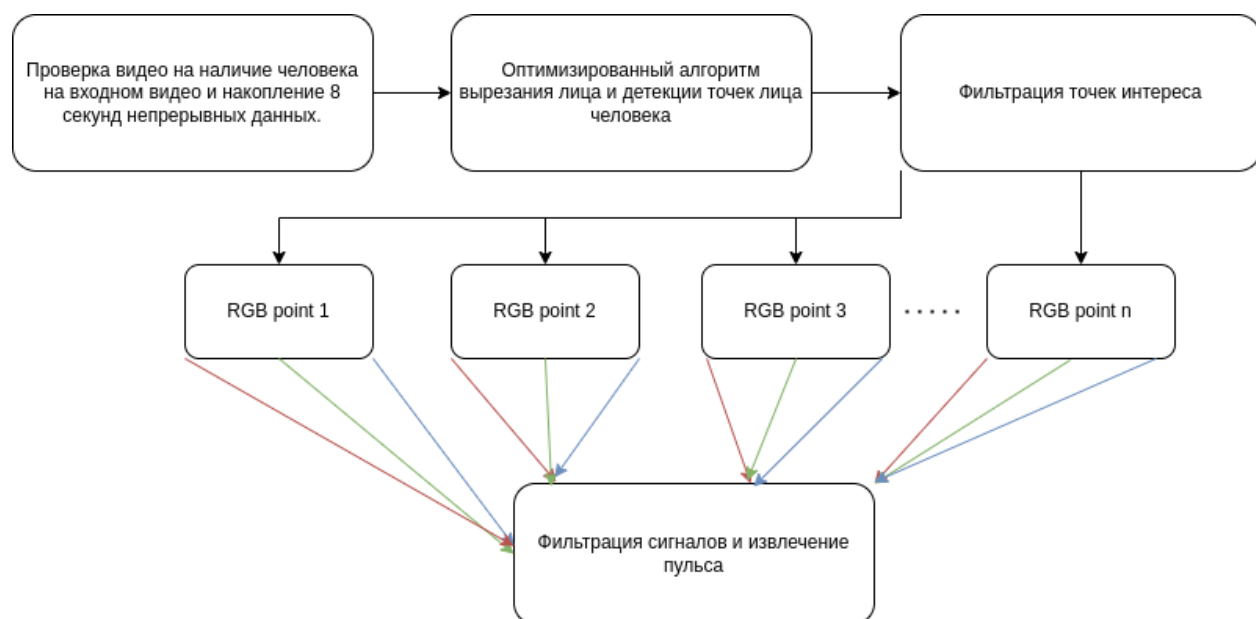 Проверка видео на наличие человека
на входном видео и накопление 8
секунд непрерывных данных.
Оптимизированный алгоритм
вырезания лица и детекции точек лица
человека
Фильтрация точек интереса
RGB point 1
RGB point 2
RGB point 3
.....
RGB point n
Фильтрация сигналов и извлечение
пульса